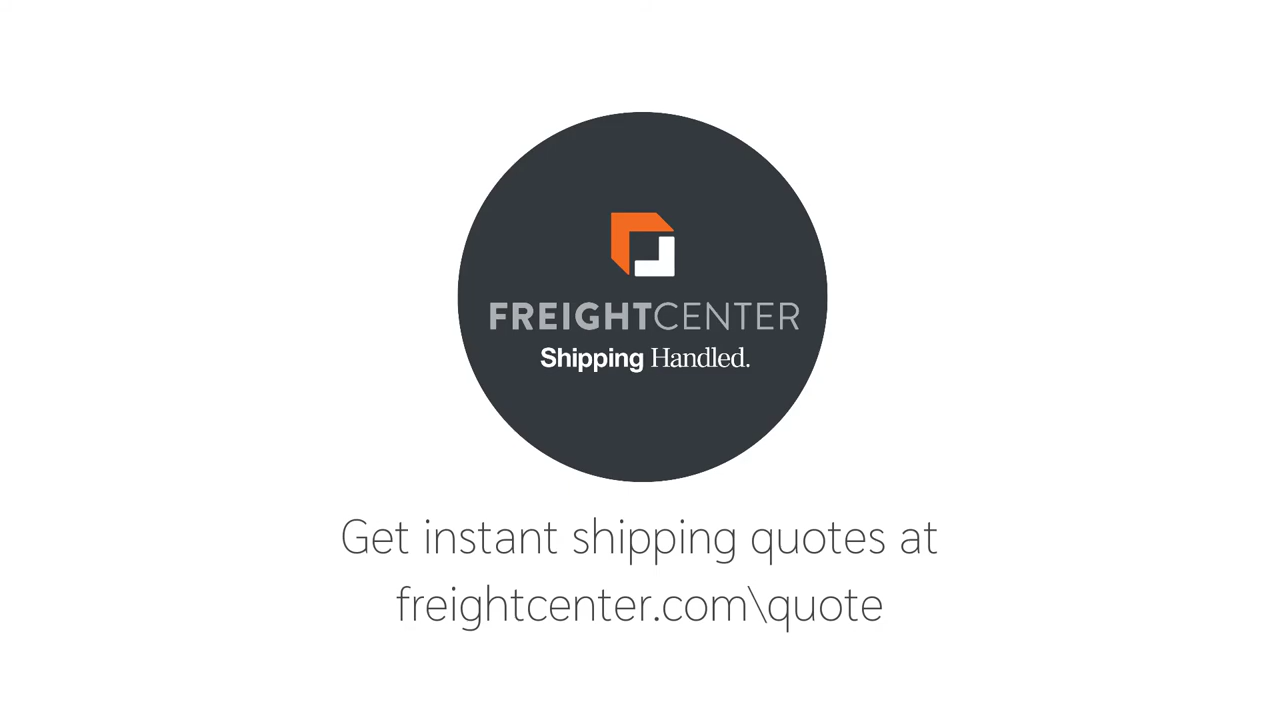 FREIGHTCENTER
Shipping Handled.
Get instant shipping quotes at
freightcenter.com\quote